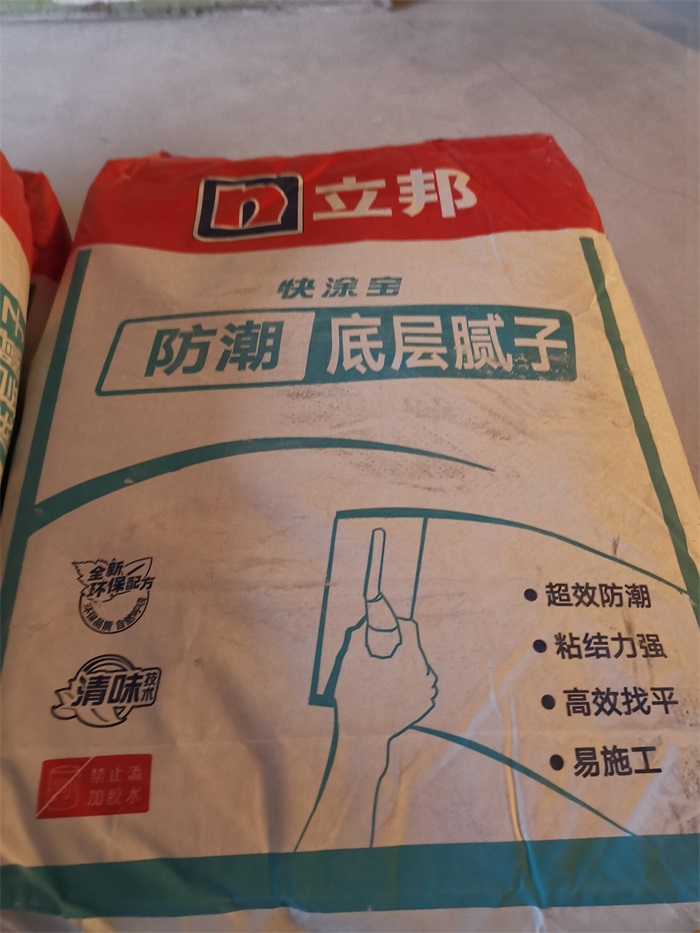 立邦
快涂宝
防潮 底层腻子
全新
环保配方
清味技术
禁止添
加胶水
超效防潮
粘结力强
高效找平
易施工